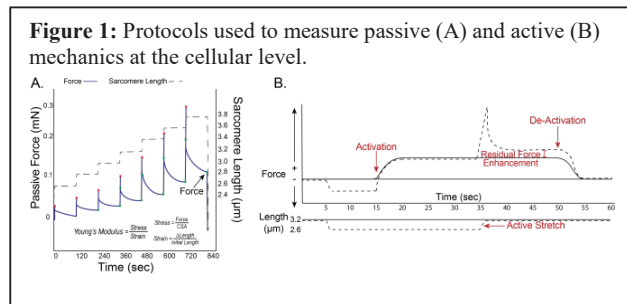 Figure 1: Protocols used to measure passive (A) and active (B)
mechanics at the cellular level.
A.
Force
Sarcomere Length
0.3
0.2
0.1
0
Passive Force (mN)
3.8
3.6
3.4
3.2
3.0
2.8
2.6
2.4
Sarcomere Length (μm)
Force
Stress = Force / CSA
Young's Modulus = Stress / Strain
Strain = ΔLength / Initial Length
0 120 240 360 480 600 720 840
Time (sec)
B.
De-Activation
Activation
Residual Force
Enhancement
+
Force
-
Time (sec)
5 10 15 20 25 30 35 40 45 50 55 60
Length
(μm)
3.2
2.6
Active Stretch